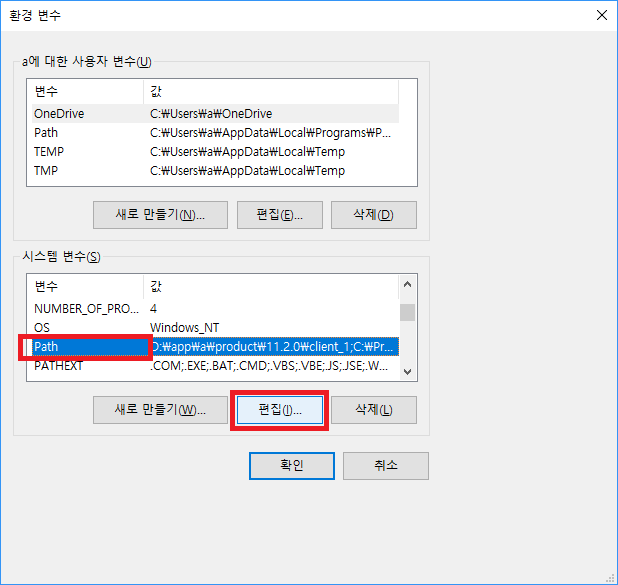 환경 변수
a에 대한 사용자 변수(U)
변수 값
OneDrive C:₩Users₩a₩OneDrive
Path C:₩Users₩a₩AppData₩Local₩Programs₩P...
TEMP C:₩Users₩a₩AppData₩Local₩Temp
TMP C:₩Users₩a₩AppData₩Local₩Temp
새로 만들기(N)... 편집(E)... 삭제(D)
시스템 변수(S)
변수 값
NUMBER_OF_PRO... 4
OS Windows_NT
Path D:₩app₩a₩product₩11.2.0₩client_1;C:₩Pr...
PATHEXT .COM;.EXE;.BAT;.CMD;.VBS;.VBE;.JS;.JSE;.W...
새로 만들기(W)... 편집(I)... 삭제(L)
확인 취소